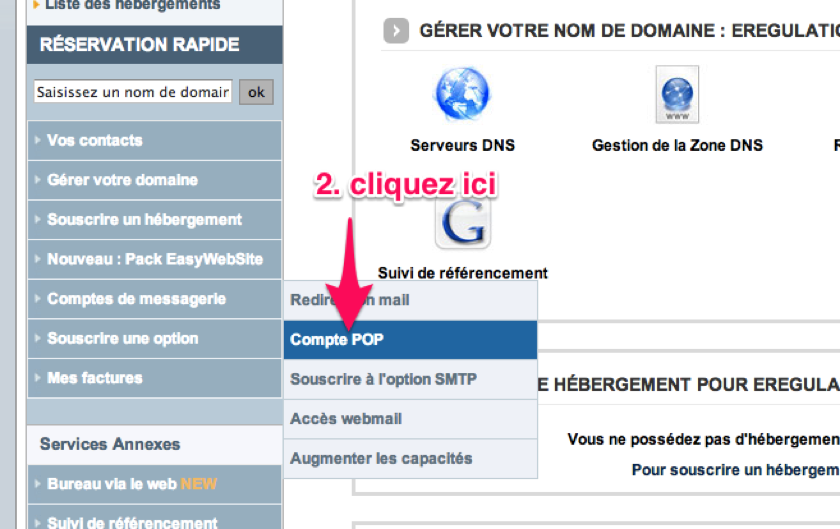 Liste des hébergements
RÉSERVATION RAPIDE
Saisissez un nom de domair
ok
Vos contacts
Gérer votre domaine
Souscrire un hébergement
Nouveau : Pack EasyWebSite
Comptes de messagerie
Souscrire une option
Mes factures
Services Annexes
Bureau via le web NEW
Suivi de référencement
GÉRER VOTRE NOM DE DOMAINE : EREGULATIO
WWW
Serveurs DNS
Gestion de la Zone DNS
R
2. cliquez ici
G
Suivi de référencement
mail
Compte POP
Souscrire à l'option SMTP
Accès webmail
Augmenter les capacités
E HÉBERGEMENT POUR EREGULA
Vous ne possédez pas d'hébergemen
Pour souscrire un hébergem